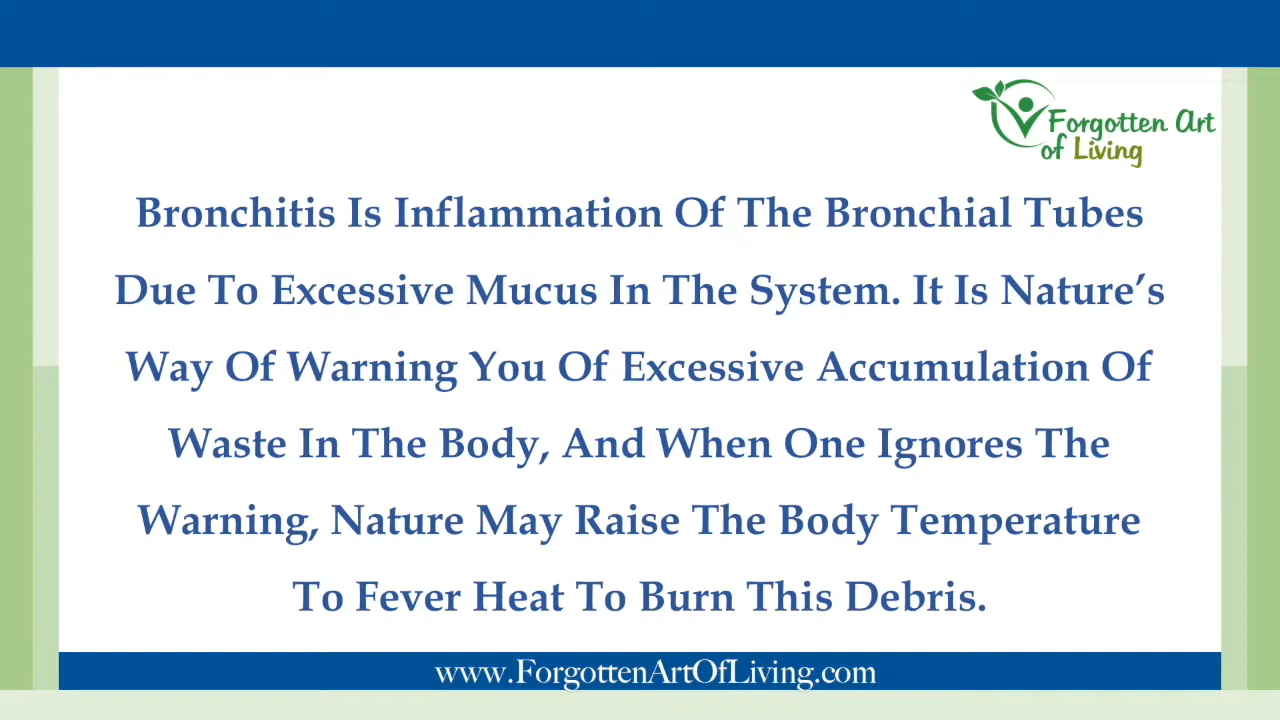 Forgotten Art
of Living
Bronchitis Is Inflammation Of The Bronchial Tubes
Due To Excessive Mucus In The System. It Is Nature’s
Way Of Warning You Of Excessive Accumulation Of
Waste In The Body, And When One Ignores The
Warning, Nature May Raise The Body Temperature
To Fever Heat To Burn This Debris.
www.ForgottenArtOfLiving.com